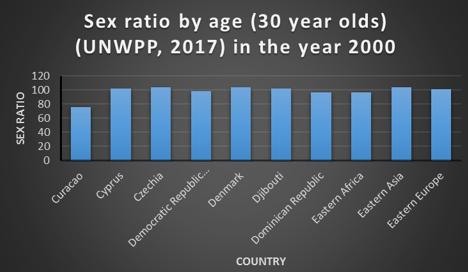 Sex ratio by age (30 year olds)
(UNWPP, 2017) in the year 2000
120
100
80
60
40
20
0
SEX RATIO
Curacao
Cyprus
Czechia
Democratic Republic...
Denmark
Djibouti
Dominican Republic
Eastern Africa
Eastern Asia
Eastern Europe
COUNTRY